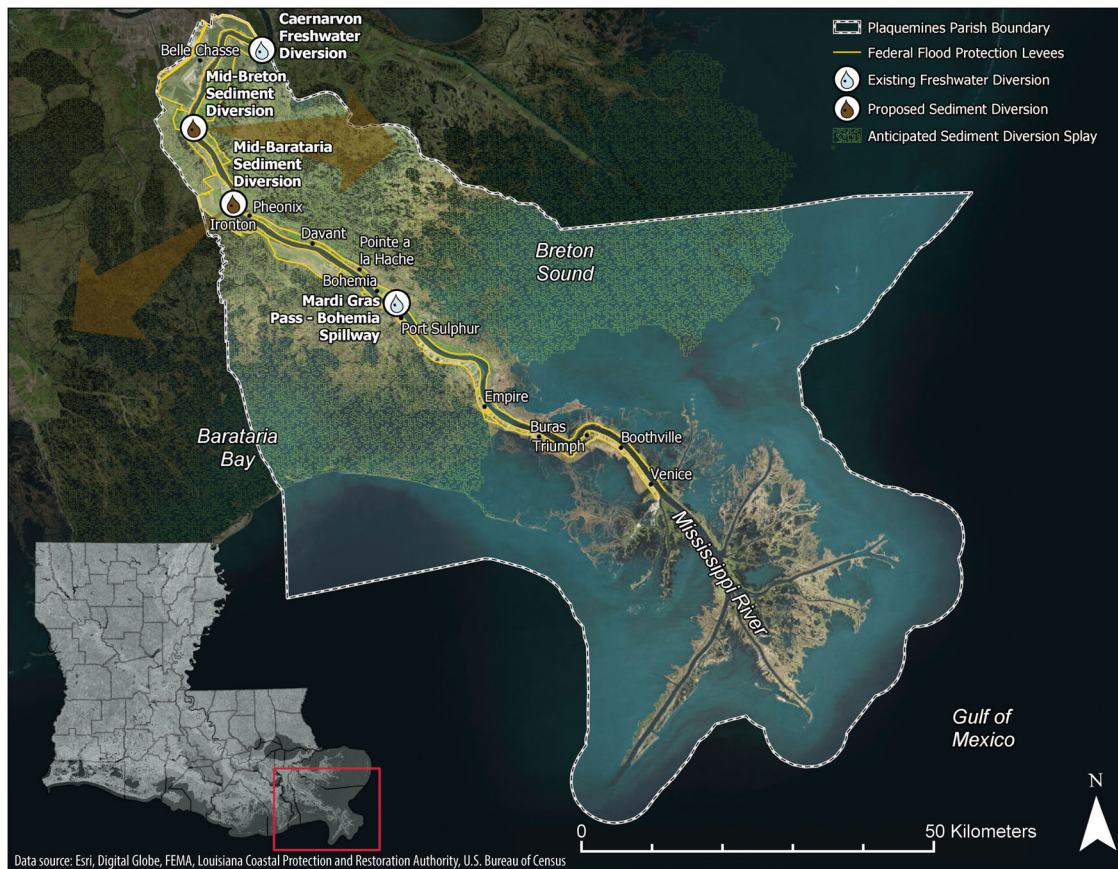 Caernarvon
Freshwater
Diversion
Belle Chasse
Mid-Breton
Sediment
Diversion
Mid-Barataria
Sediment
Diversion
Pheonix
Ironton
Davant
Pointe a
la Hache
Bohemia
Mardi Gras
Pass - Bohemia
Spillway
Port Sulphur
Breton
Sound
Empire
Buras
Triumph
Boothville
Venice
Barataria
Bay
Mississippi River
Gulf of
Mexico
Plaquemines Parish Boundary
Federal Flood Protection Levees
Existing Freshwater Diversion
Proposed Sediment Diversion
Anticipated Sediment Diversion Splay
N
0
50 Kilometers
Data source: Esri, Digital Globe, FEMA, Louisiana Coastal Protection and Restoration Authority, U.S. Bureau of Census